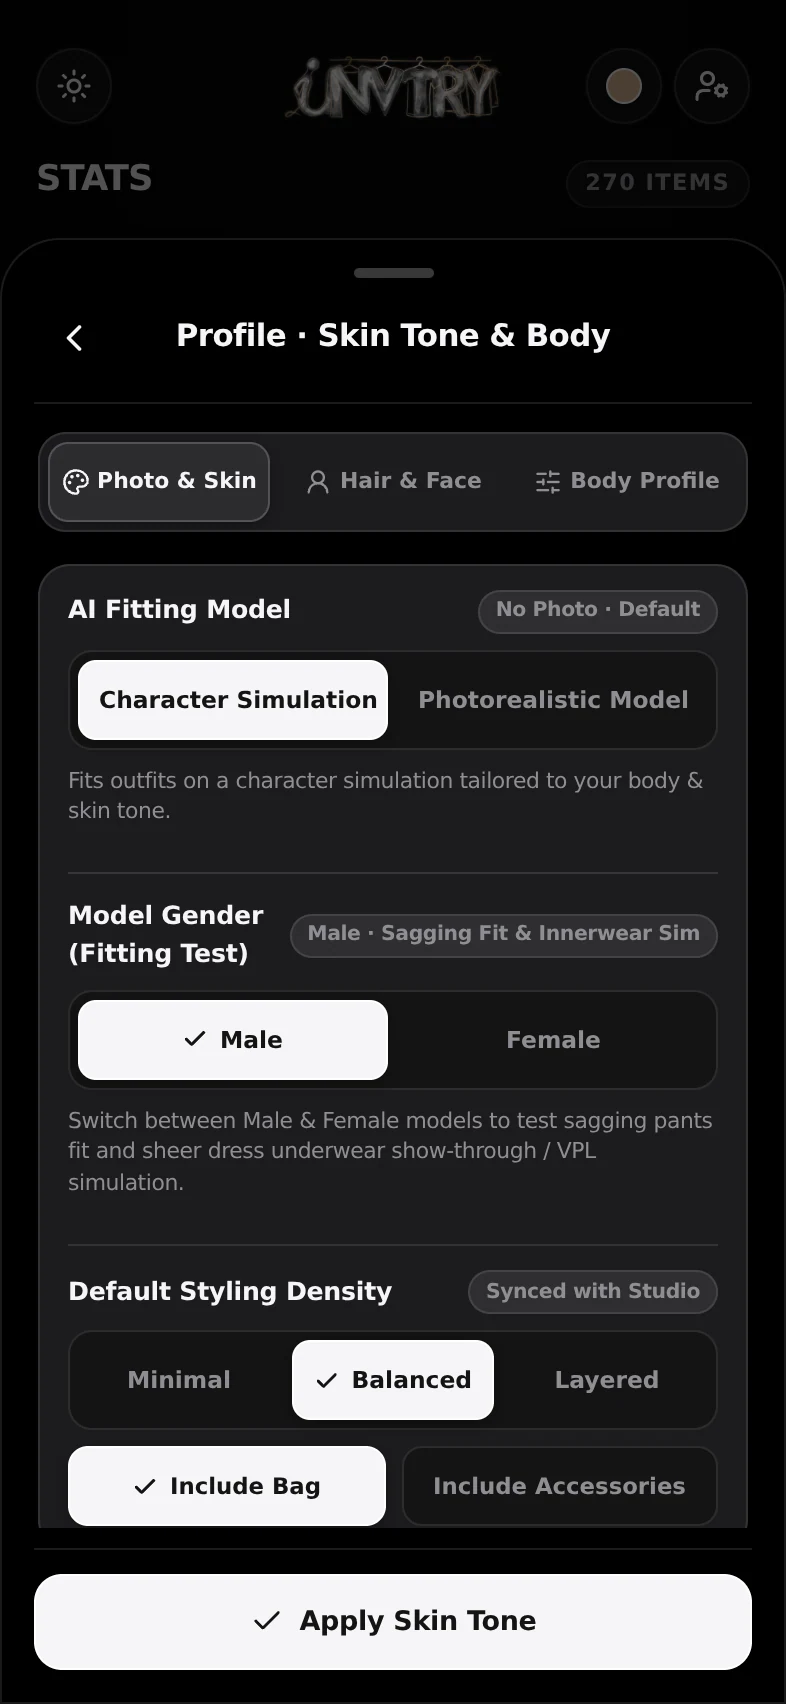 iNVTRY
STATS
270 ITEMS
Profile · Skin Tone & Body
Photo & Skin
Hair & Face
Body Profile
AI Fitting Model
No Photo · Default
Character Simulation
Photorealistic Model
Fits outfits on a character simulation tailored to your body &
skin tone.
Model Gender
(Fitting Test)
Male · Sagging Fit & Innerwear Sim
Male
Female
Switch between Male & Female models to test sagging pants
fit and sheer dress underwear show-through / VPL
simulation.
Default Styling Density
Synced with Studio
Minimal
Balanced
Layered
Include Bag
Include Accessories
Apply Skin Tone